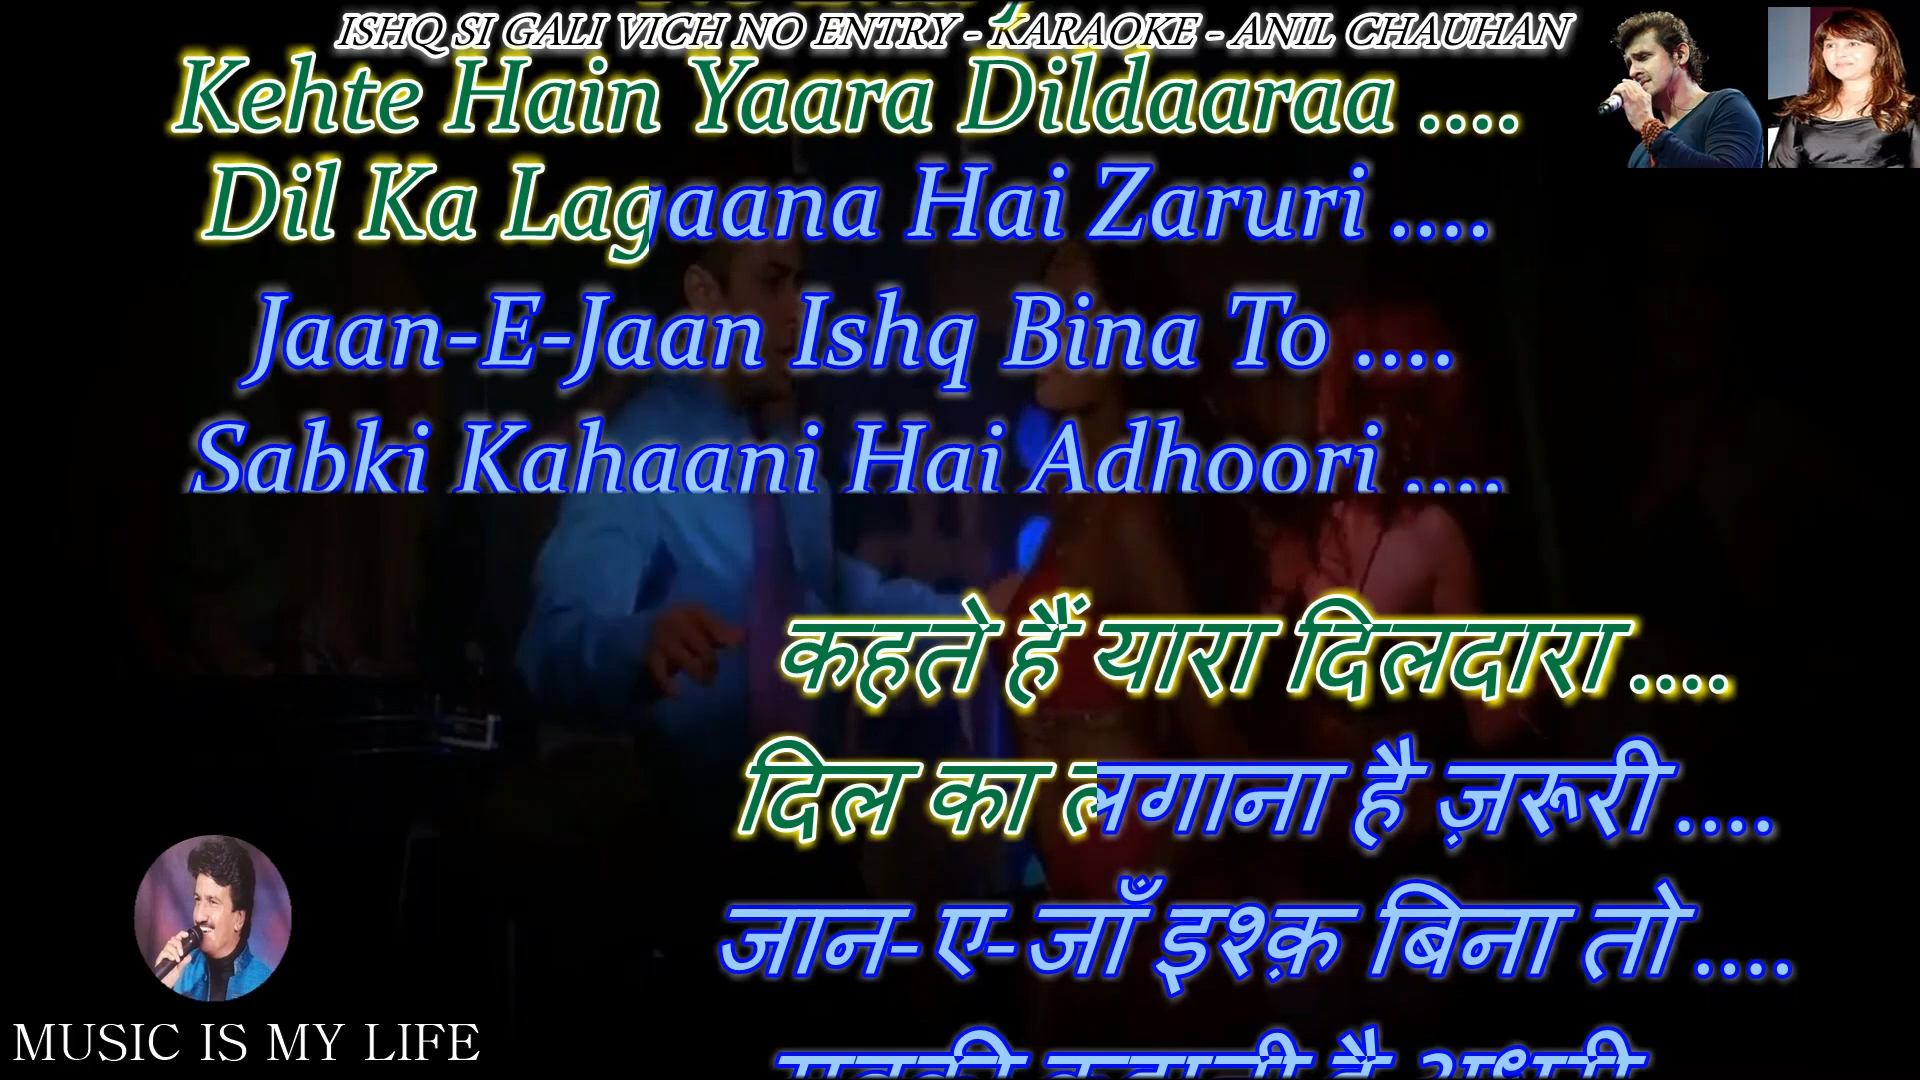 ISHQ SI GALI VICH NO ENTRY - KARAOKE - ANIL CHAUHAN
Kehte Hain Yaara Dildaaraa ....
Dil Ka Lagaana Hai Zaruri ....
Jaan-E-Jaan Ishq Bina To ....
Sabki Kahaani Hai Adhoori ....
कहते हैं यारा दिलदारा ....
दिल का लगाना है ज़रूरी ....
जान-ए-जाँ इश्क़ बिना तो ....
MUSIC IS MY LIFE